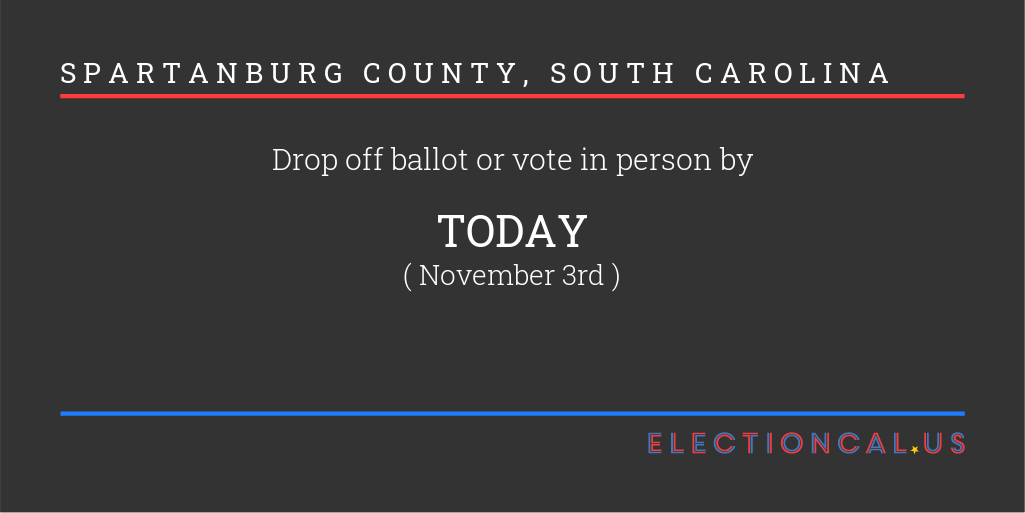 SPARTANBURG COUNTY, SOUTH CAROLINA
Drop off ballot or vote in person by
TODAY
( November 3rd )
ELECTIONCAL.US